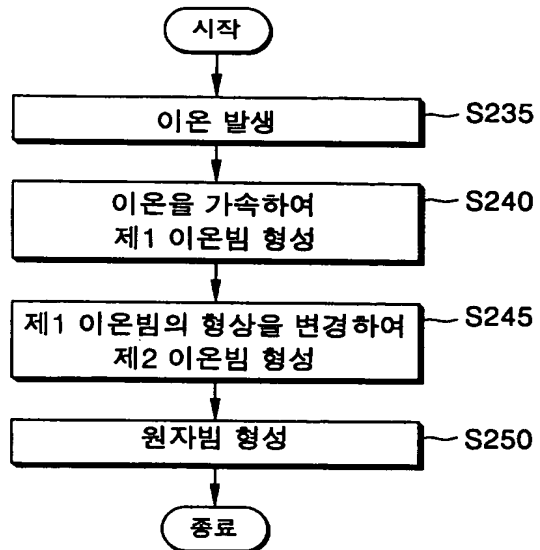 시작
이온 발생
S235
이온을 가속하여
제1 이온빔 형성
S240
제1 이온빔의 형상을 변경하여
제2 이온빔 형성
S245
원자빔 형성
S250
종료